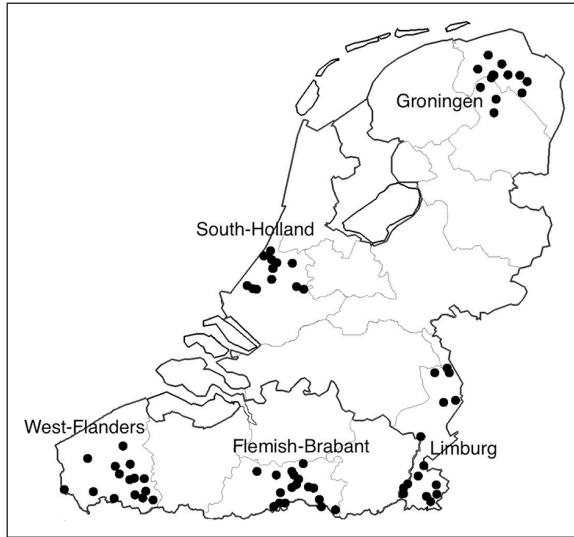 Groningen
South-Holland
West-Flanders
Flemish-Brabant
Limburg